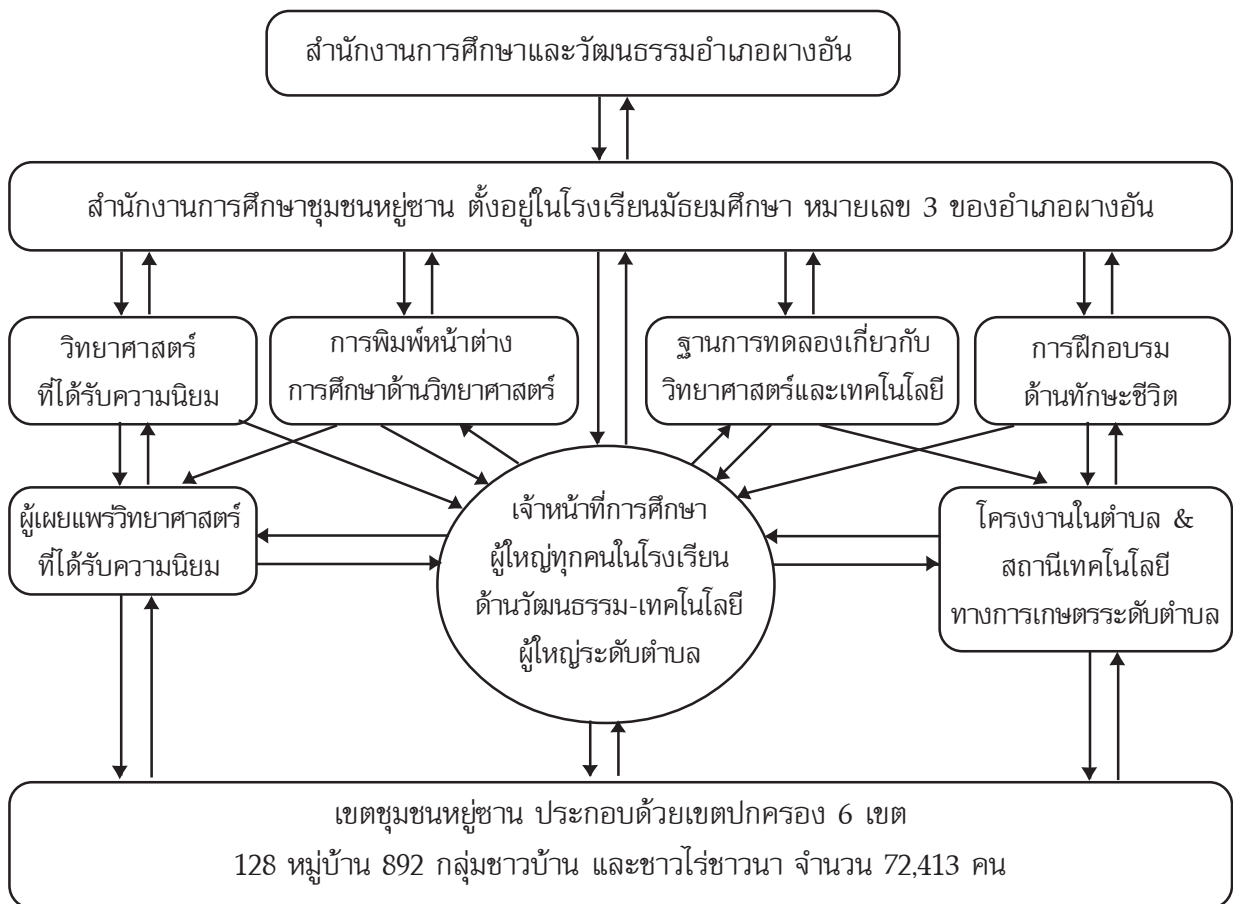 สำนักงานการศึกษาและวัฒนธรรมอำเภอผางอัน
สำนักงานการศึกษาชุมชนหยู่ซาน ตั้งอยู่ในโรงเรียนมัธยมศึกษา หมายเลข 3 ของอำเภอผางอัน
วิทยาศาสตร์
ที่ได้รับความนิยม
การพิมพ์หน้าต่าง
การศึกษาด้านวิทยาศาสตร์
ฐานการทดลองเกี่ยวกับ
วิทยาศาสตร์และเทคโนโลยี
การฝึกอบรม
ด้านทักษะชีวิต
ผู้เผยแพร่วิทยาศาสตร์
ที่ได้รับความนิยม
เจ้าหน้าที่การศึกษา
ผู้ใหญ่ทุกคนในโรงเรียน
ด้านวัฒนธรรม-เทคโนโลยี
ผู้ใหญ่ระดับตำบล
โครงงานในตำบล &
สถานีเทคโนโลยี
ทางการเกษตรระดับตำบล
เขตชุมชนหยู่ซาน ประกอบด้วยเขตปกครอง 6 เขต
128 หมู่บ้าน 892 กลุ่มชาวบ้าน และชาวไร่ชาวนา จำนวน 72,413 คน